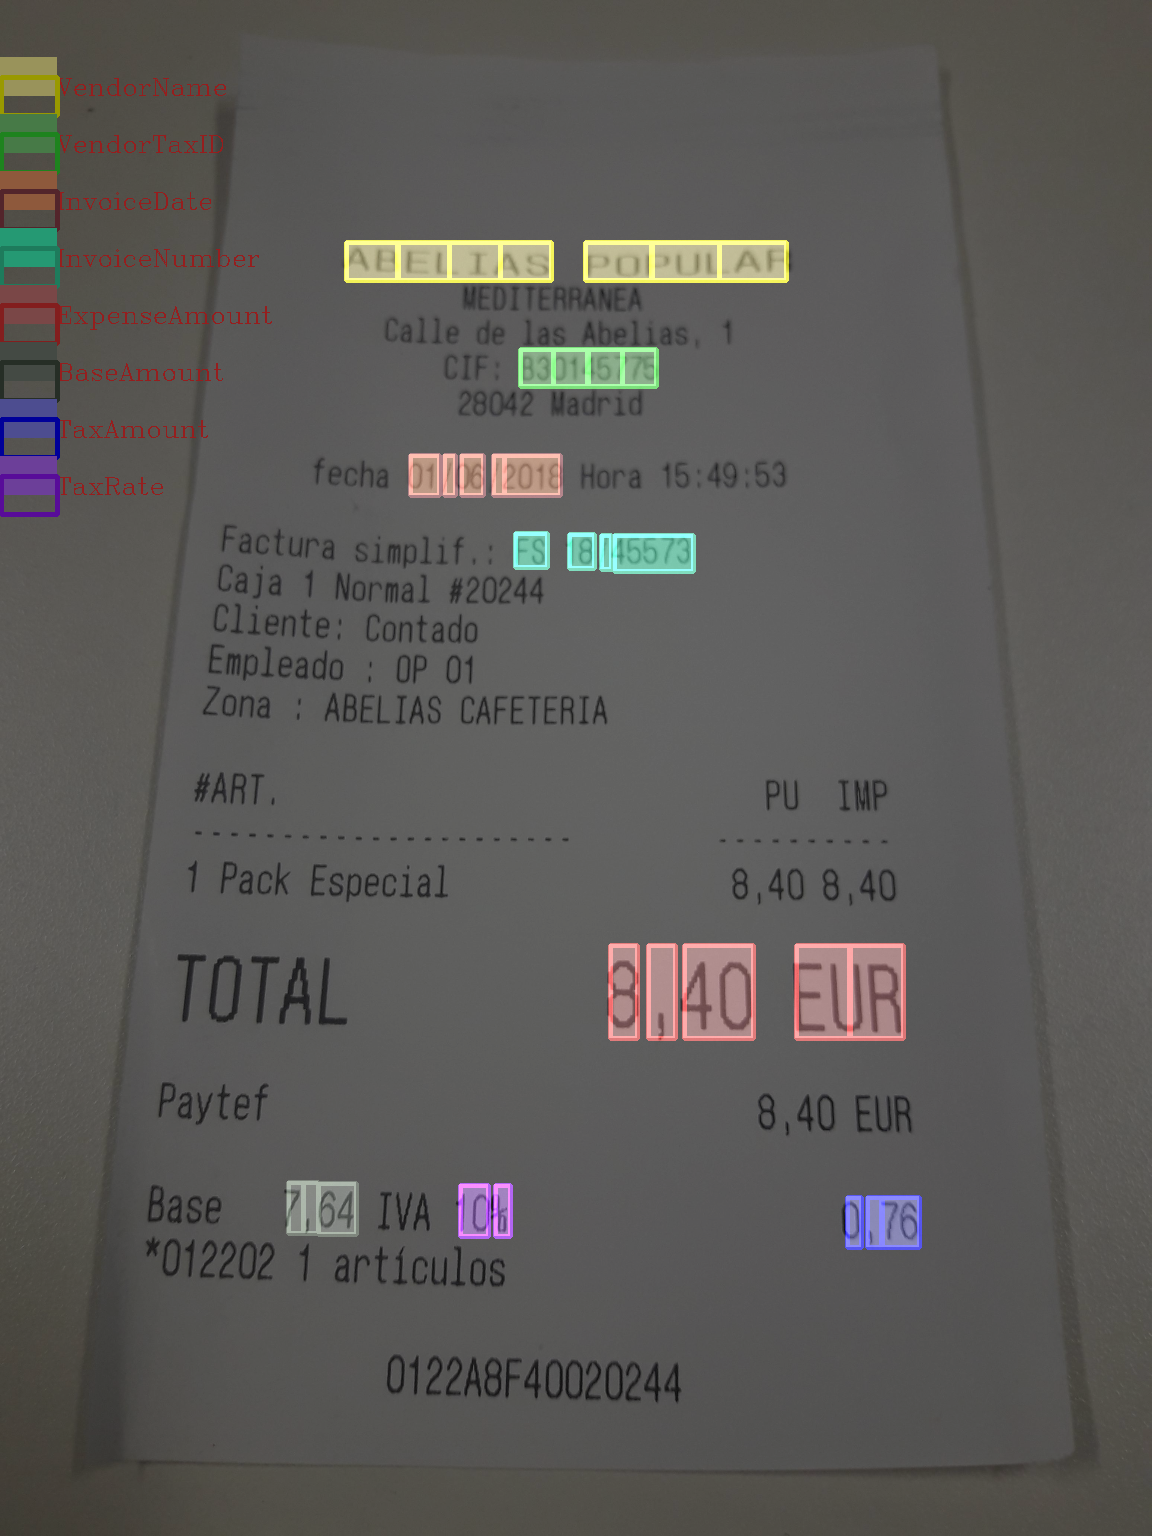 VendorName
VendorTaxID
InvoiceDate
InvoiceNumber
ExpenseAmount
BaseAmount
TaxAmount
TaxRate
ABELIAS POPULAR
MEDITERRANEA
Calle de las Abelias, 1
CIF: B30145775
28042 Madrid
fecha 01/06/2018 Hora 15:49:53
Factura simplif.: FS 18/45573
Caja 1 Normal #20244
Cliente: Contado
Empleado : OP 01
Zona : ABELIAS CAFETERIA
#ART. PU IMP
---------------------- ----------
1 Pack Especial 8,40 8,40
TOTAL 8,40 EUR
Paytef 8,40 EUR
Base 7,64 IVA 10% 0,76
*012202 1 artículos
0122A8F40020244